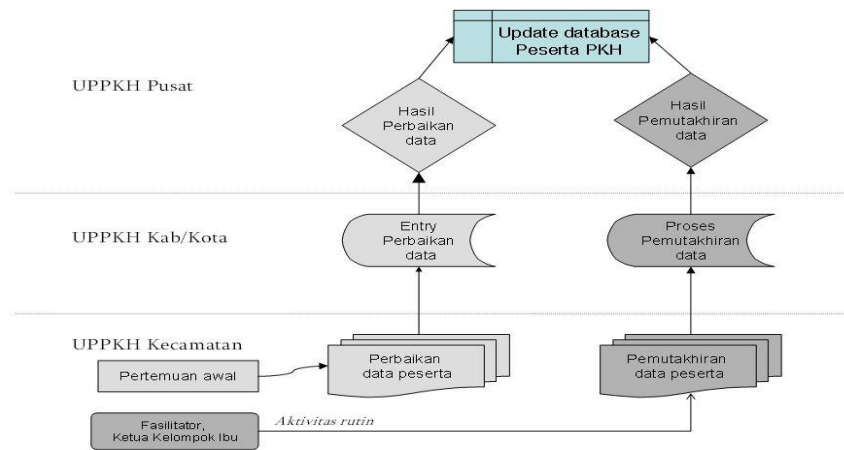 Update database
Peserta PKH
UPPKH Pusat
Hasil
Perbaikan
data
Hasil
Pemutakhiran
data
UPPKH Kab/Kota
Entry
Perbaikan
data
Proses
Pemutakhiran
data
UPPKH Kecamatan
Pertemuan awal
Perbaikan
data peserta
Pemutakhiran
data peserta
Fasilitator,
Ketua Kelompok Ibu
Aktivitas rutin